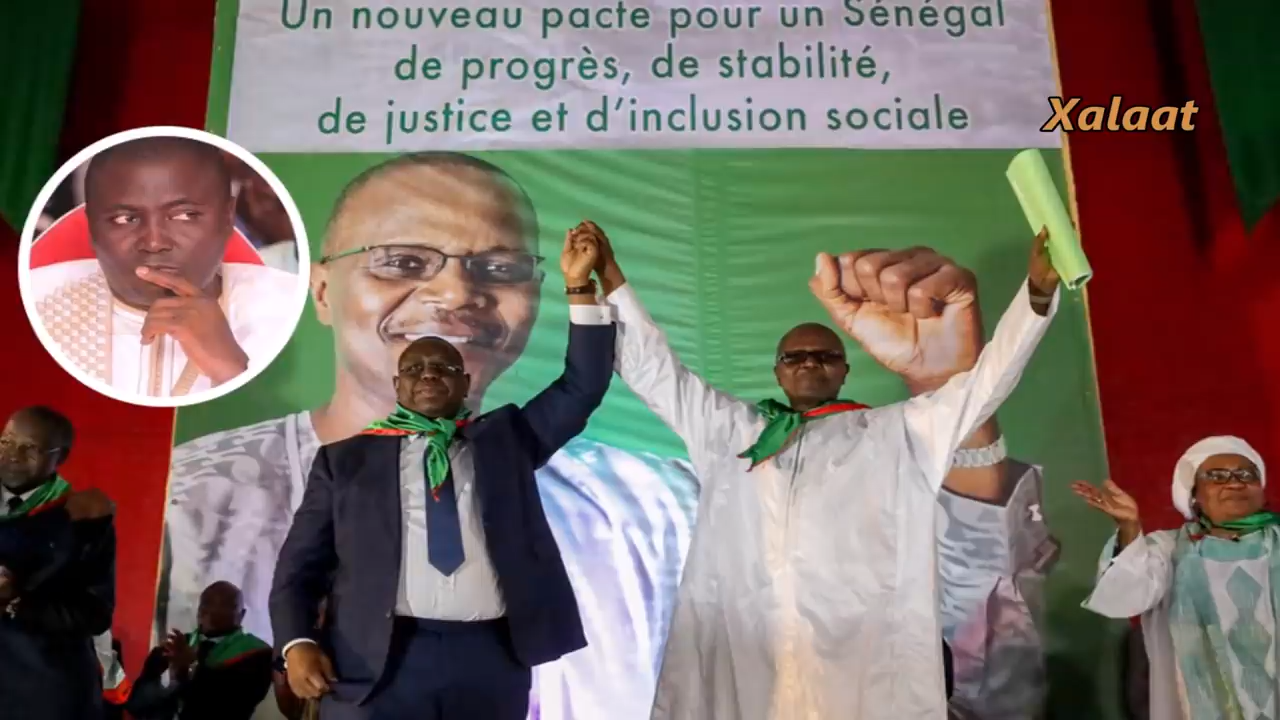 Un nouveau pacte pour un Sénégal
de progrès, de stabilité,
de justice et d'inclusion sociale
Xalaat